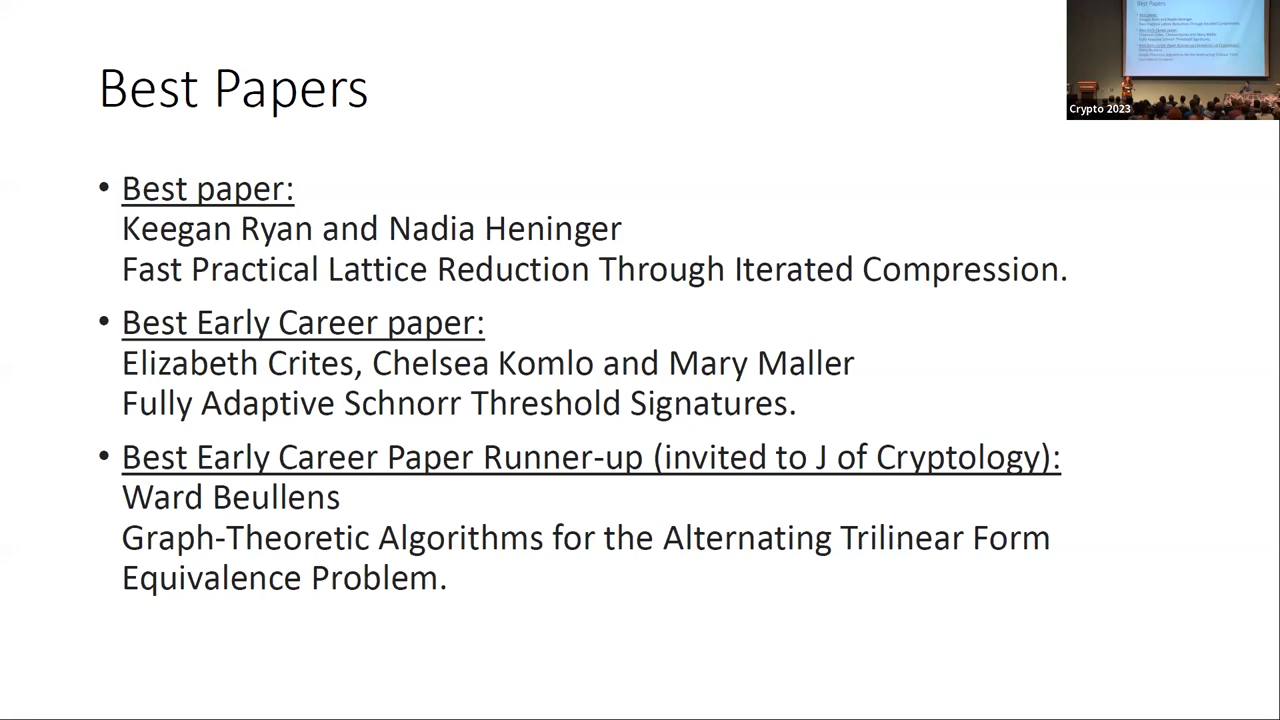 Best Papers
Crypto 2023
• Best paper:
Keegan Ryan and Nadia Heninger
Fast Practical Lattice Reduction Through Iterated Compression.
• Best Early Career paper:
Elizabeth Crites, Chelsea Komlo and Mary Maller
Fully Adaptive Schnorr Threshold Signatures.
• Best Early Career Paper Runner-up (invited to J of Cryptology):
Ward Beullens
Graph-Theoretic Algorithms for the Alternating Trilinear Form
Equivalence Problem.